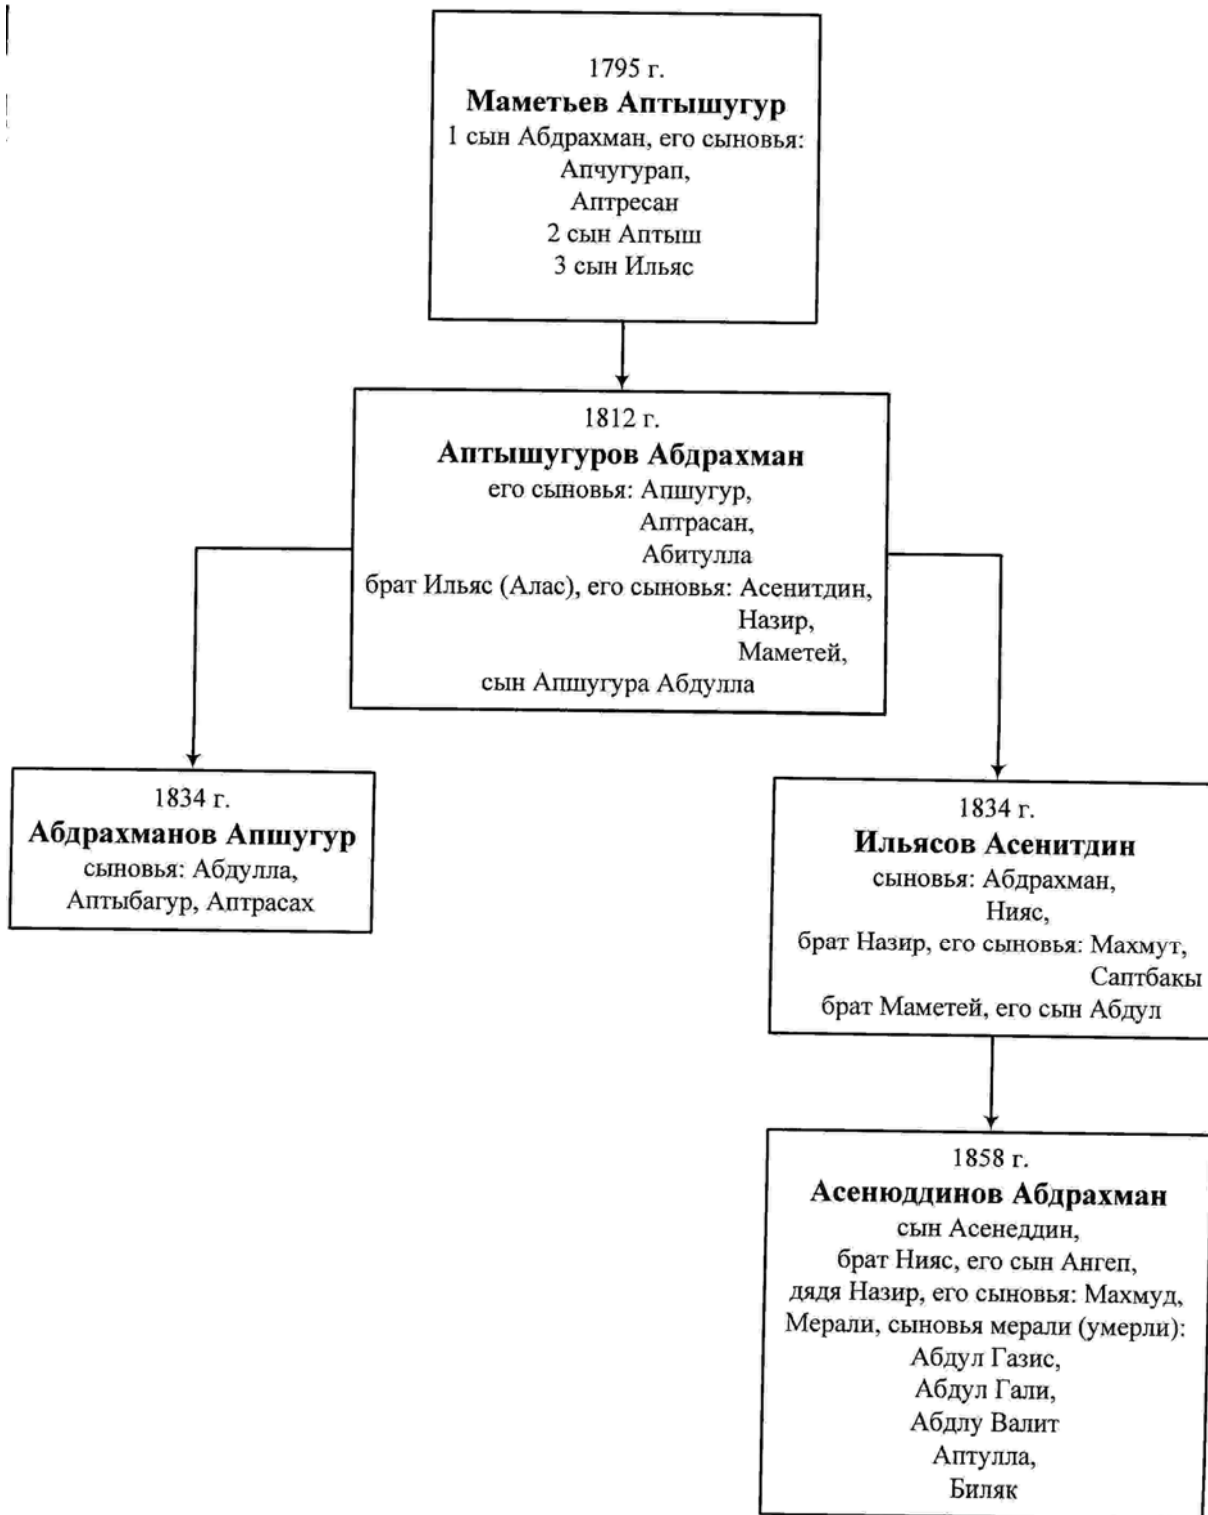 1795 г.
Маметьев Аптышугур
1 сын Абдрахман, его сыновья:
Апчугурап,
Аптресан
2 сын Аптыш
3 сын Ильяс
1812 г.
Аптышугуров Абдрахман
его сыновья: Апшугур,
Аптрасан,
Абитулла
брат Ильяс (Алас), его сыновья: Асенитдин,
Назир,
Маметей,
сын Апшугура Абдулла
1834 г.
Абдрахманов Апшугур
сыновья: Абдулла,
Аптыбагур, Аптрасах
1834 г.
Ильясов Асенитдин
сыновья: Абдрахман,
Нияс,
брат Назир, его сыновья: Махмут,
Саптбакы
брат Маметей, его сын Абдул
1858 г.
Асенюддинов Абдрахман
сын Асенеддин,
брат Нияс, его сын Ангеп,
дядя Назир, его сыновья: Махмуд,
Мерали, сыновья мерали (умерли):
Абдул Газис,
Абдул Гали,
Абдлу Валит
Аптулла,
Биляк